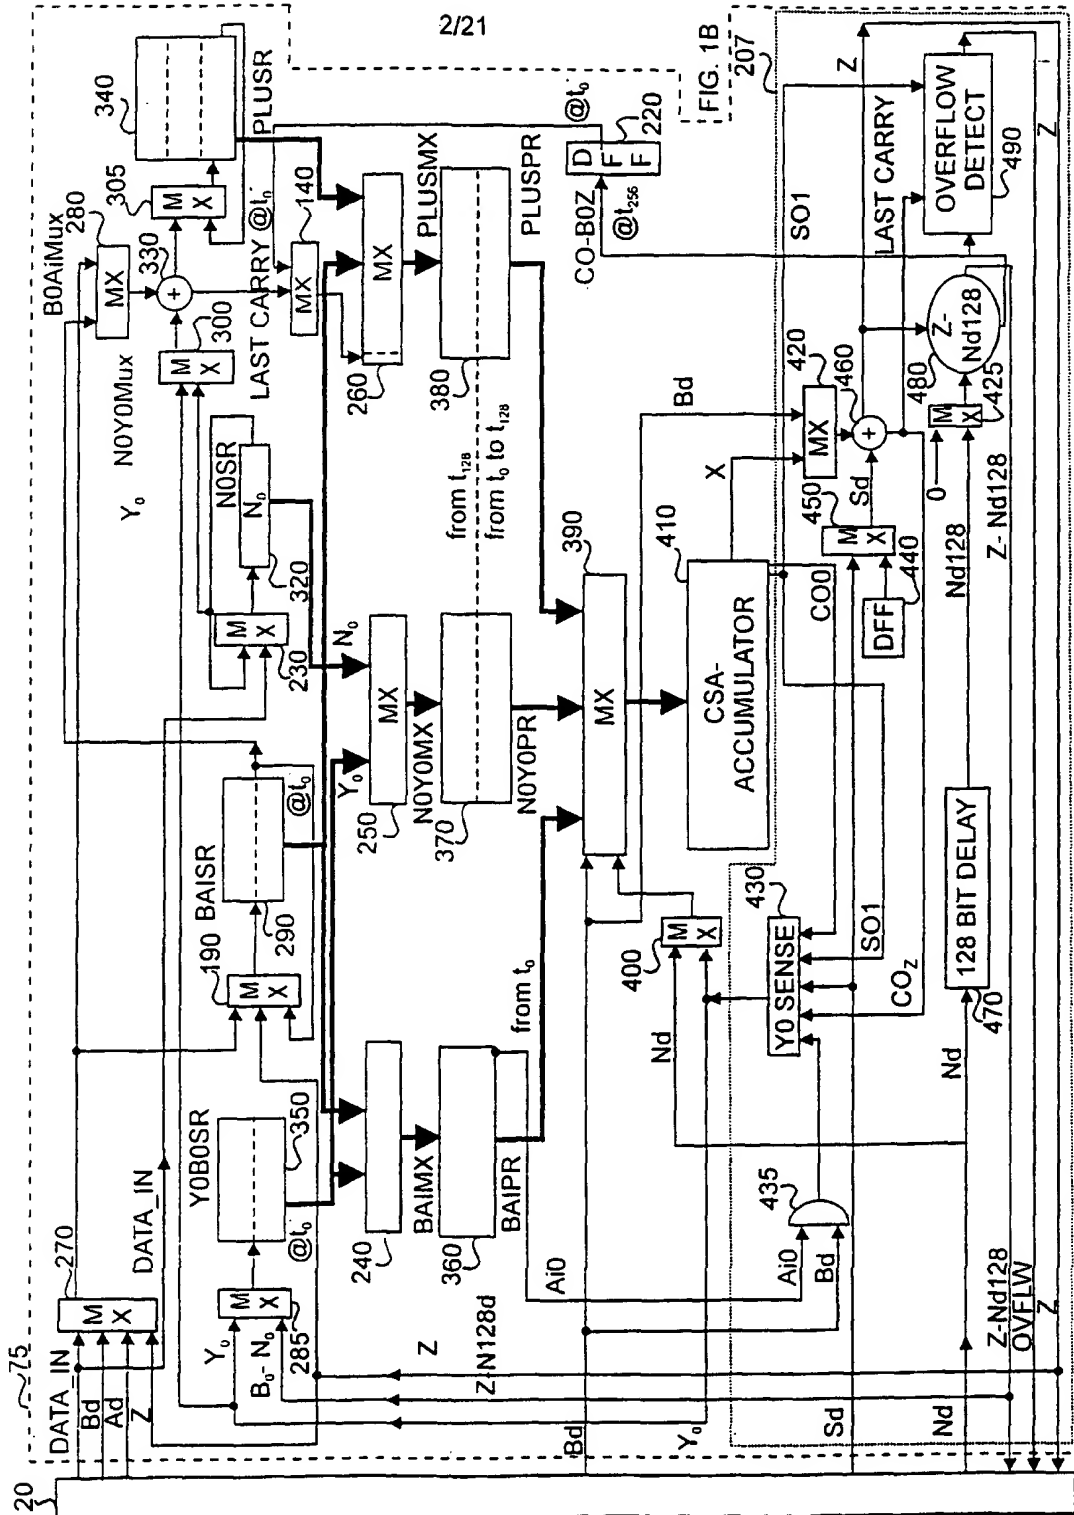 2/21
FIG. 1B
75
20
DATA_IN
Bd
Ad
Z
270
M X
DATA_IN
Y₀
B₀ - N₀
M X
285
Y0B0SR
350
@t₀
190
M X
BAISR
290
@t₀
Y₀
N0Y0Mux
B0AiMux
280
MX
330
+
300
M X
305
M X
340
PLUSR
230
M X
N0SR
N₀
320
LAST CARRY @t₀
140
MX
240
BAIMX
360
BAIPR
Y₀
N₀
250
MX
N0Y0MX
370
N0Y0PR
260
MX
PLUSMX
380
PLUSPR
from t₁₂₈
from t₀ to t₁₂₈
@t₀
D F F
220
CO-B0Z
@t₂₅₆
Z
Z-N128d
Ai0
from t₀
390
MX
Bd
Bd
Y₀
Nd
400
M X
410
CSA-
ACCUMULATOR
X
CO0
SO1
207
435
Ai0
Bd
430
Y0 SENSE
SO1
CO_Z
420
MX
460
+
450
M X
Sd
440
DFF
SO1
LAST CARRY
Z
OVERFLOW
DETECT
490
Z-
Nd128
480
0
M X
425
Nd128
Z- Nd128
Z
128 BIT DELAY
470
Nd
Sd
Nd
Z-Nd128
OVFLW
Z